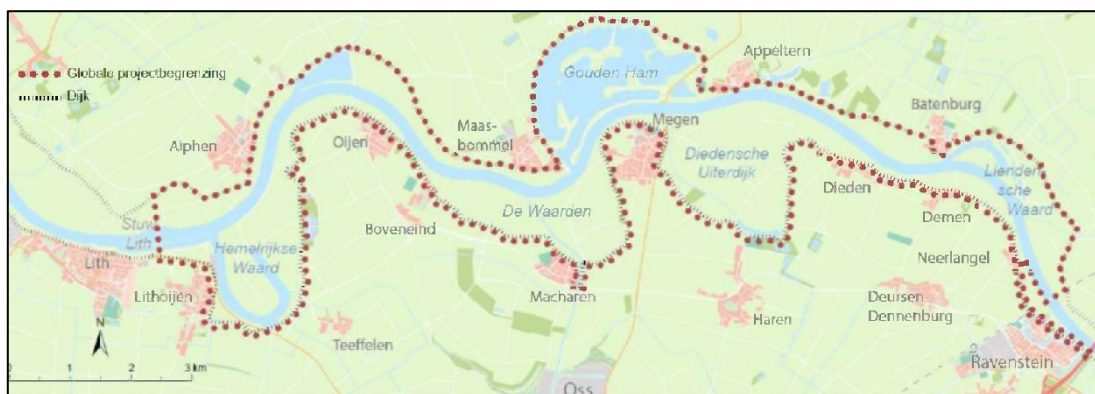 Globale projectbegrenzing
Dijk
Alphen
Oijen
Maas-
bommel
Gouden Ham
Appeltern
Megen
Batenburg
Diedensche
Uiterdijk
Lienden-
sche
Waard
Dieden
Demen
De Waarden
Boveneind
Stuw
Lith
Hemelrijkse
Waard
Lith
Lithoijen
Macharen
Neerlangel
Haren
Deursen-
Dennenburg
Teeffelen
Ravenstein
Oss
N
0 1 2 3 km